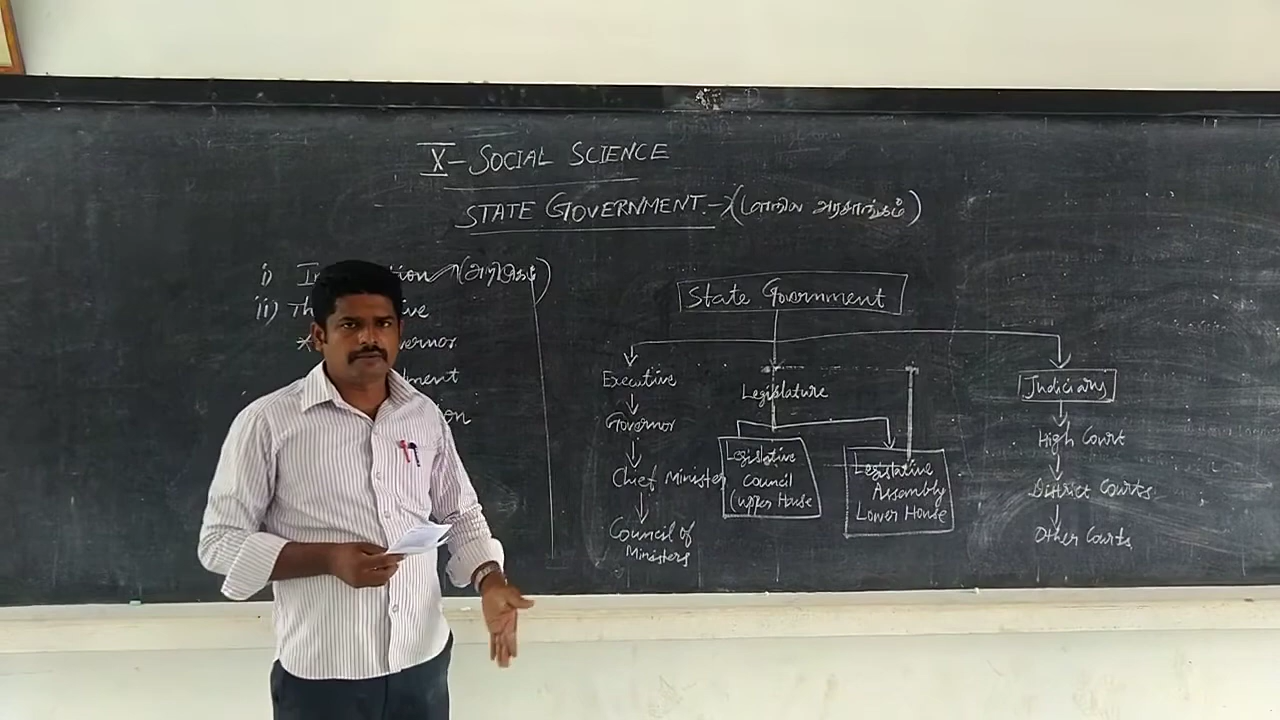 X - SOCIAL SCIENCE
STATE GOVERNMENT. → (மாநில அரசாங்கம்)
i)
ii)
State Government
Executive
Governor
Chief Minister
Council of
Ministers
Legislature
Legislative
Council
(upper House
Legislative
Assembly
Lower House
Judiciary
High Court
District Courts
Other Courts